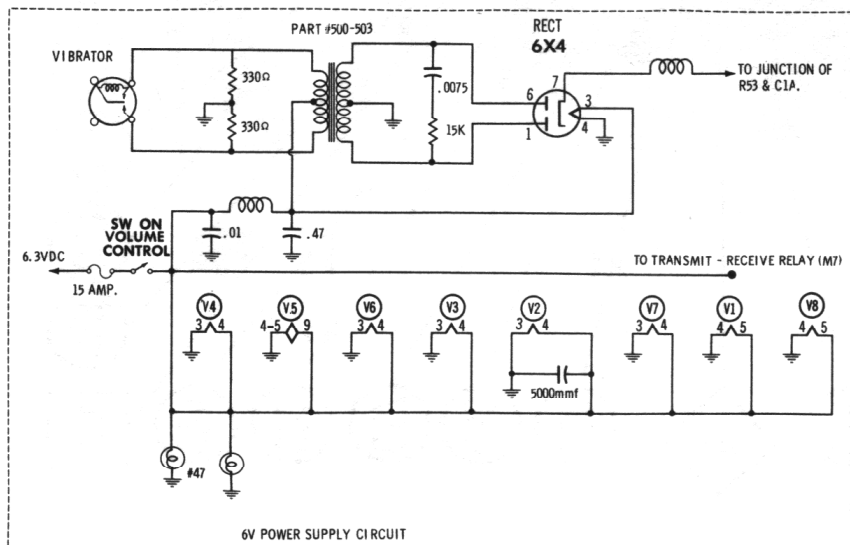 PART #500-503
RECT
6X4
VIBRATOR
330Ω
330Ω
.0075
15K
7
6
1
3
4
TO JUNCTION OF
R53 & C1A.
.01
.47
SW ON
VOLUME
CONTROL
6.3VDC
15 AMP.
TO TRANSMIT - RECEIVE RELAY (M7)
V4
3 4
V5
4-5 9
V6
3 4
V3
3 4
V2
3 4
5000mmf
V7
3 4
V1
4 5
V8
4 5
#47
6V POWER SUPPLY CIRCUIT